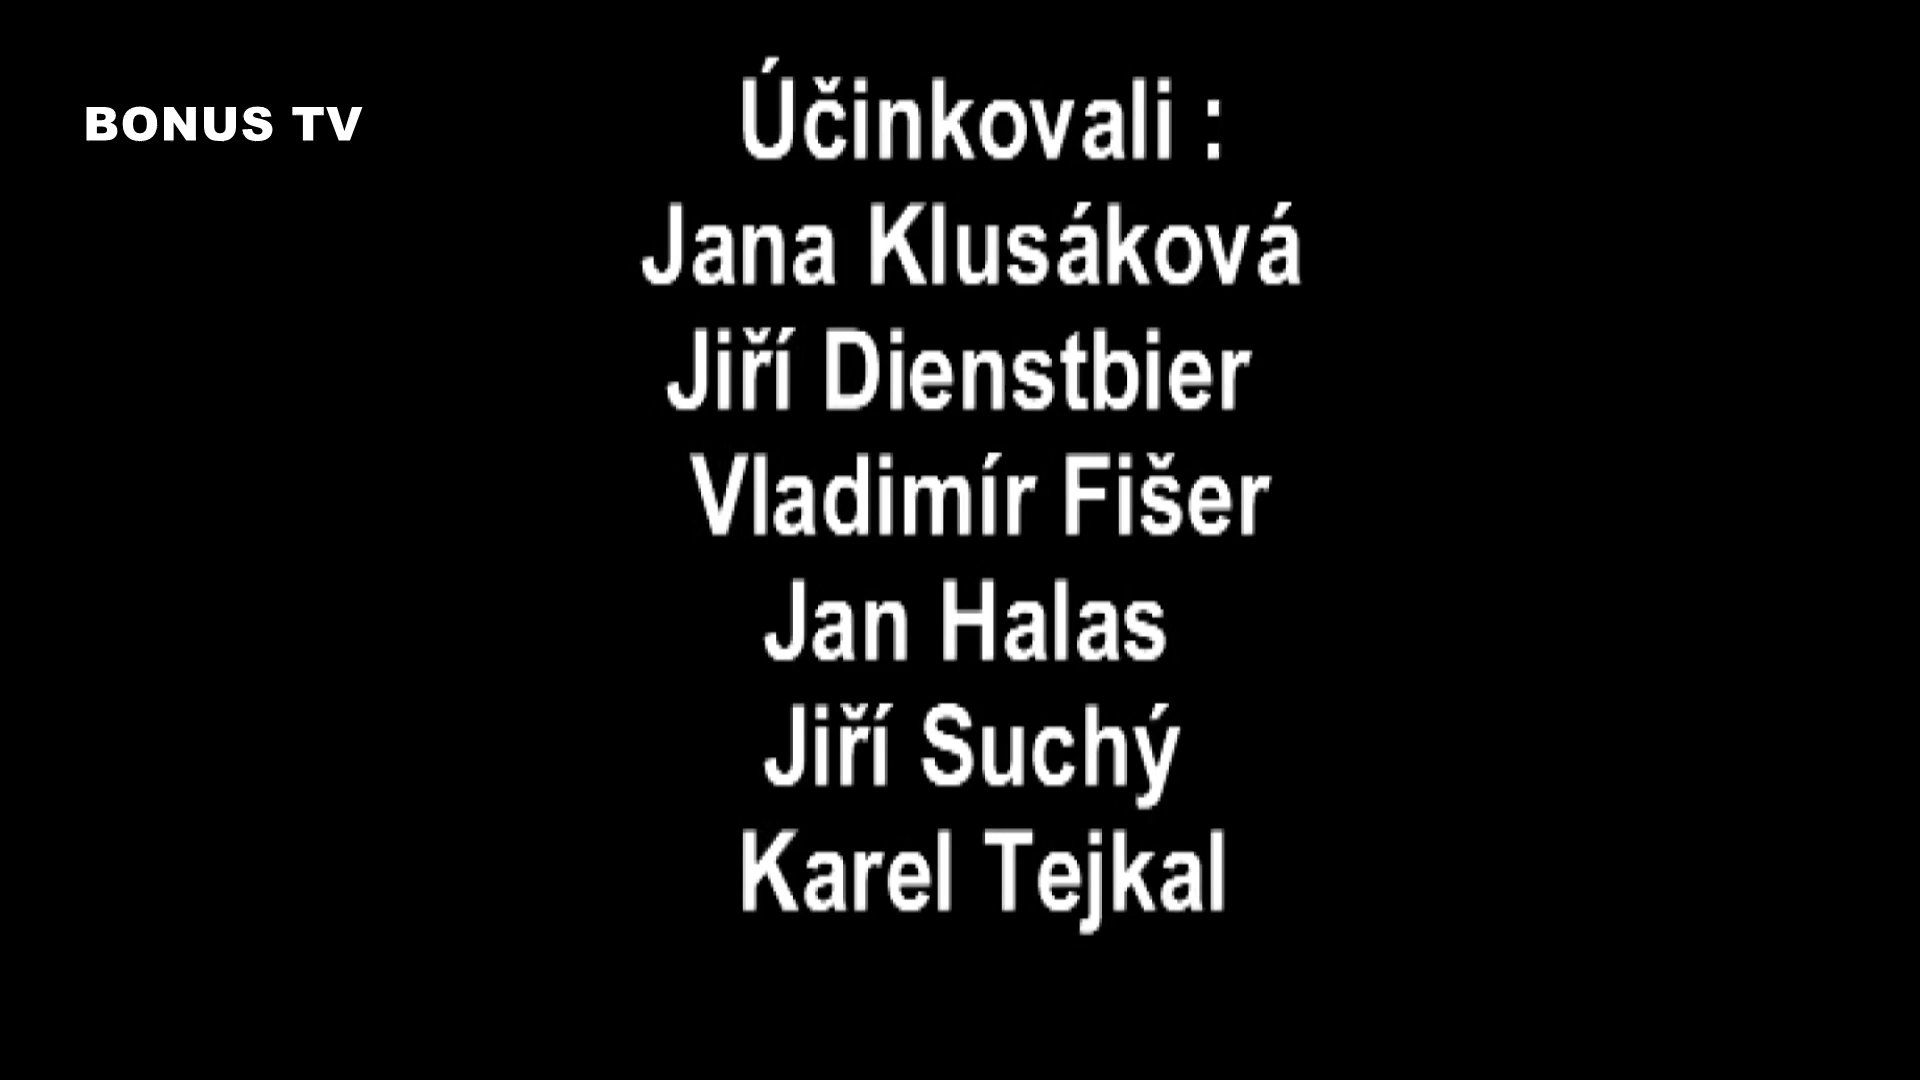 BONUS TV
Účinkovali :
Jana Klusáková
Jiří Dienstbier
Vladimír Fišer
Jan Halas
Jiří Suchý
Karel Tejkal